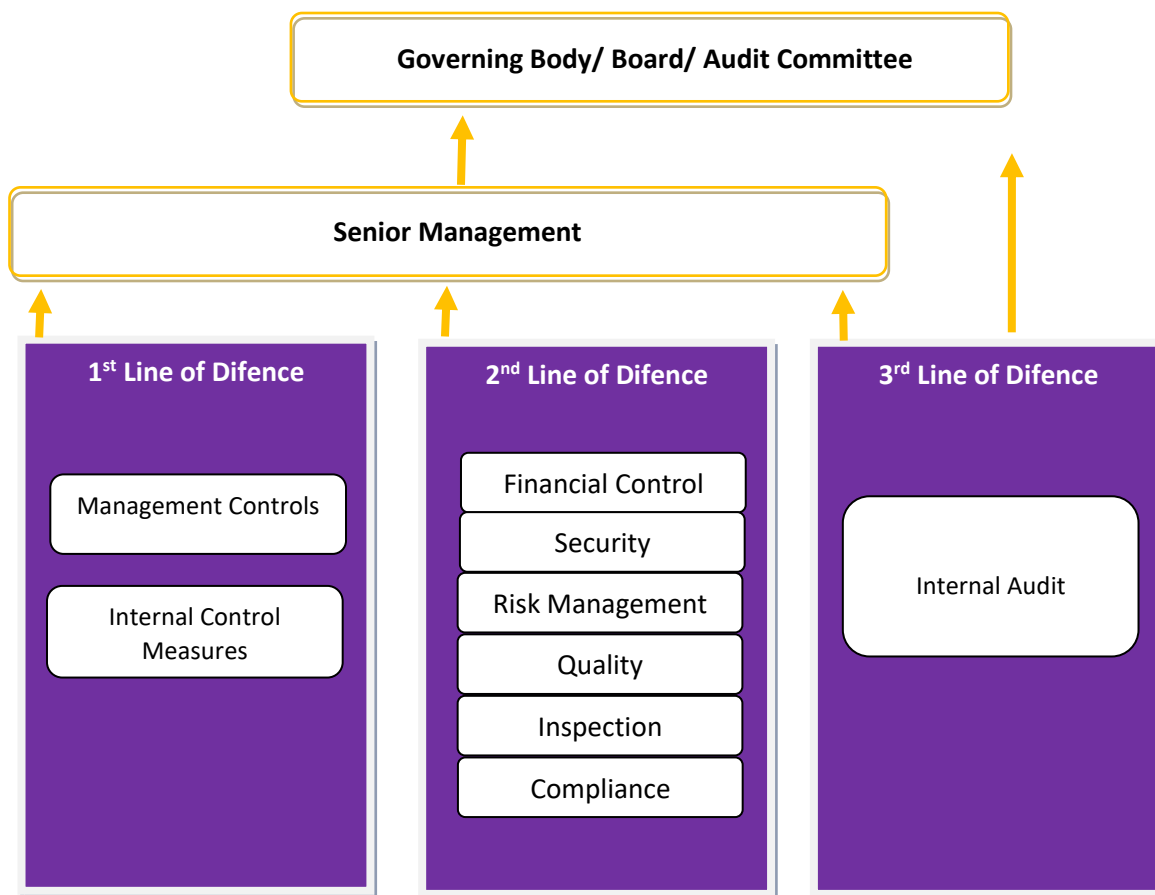 Governing Body/ Board/ Audit Committee
Senior Management
1st Line of Difence
Management Controls
Internal Control
Measures
2nd Line of Difence
Financial Control
Security
Risk Management
Quality
Inspection
Compliance
3rd Line of Difence
Internal Audit